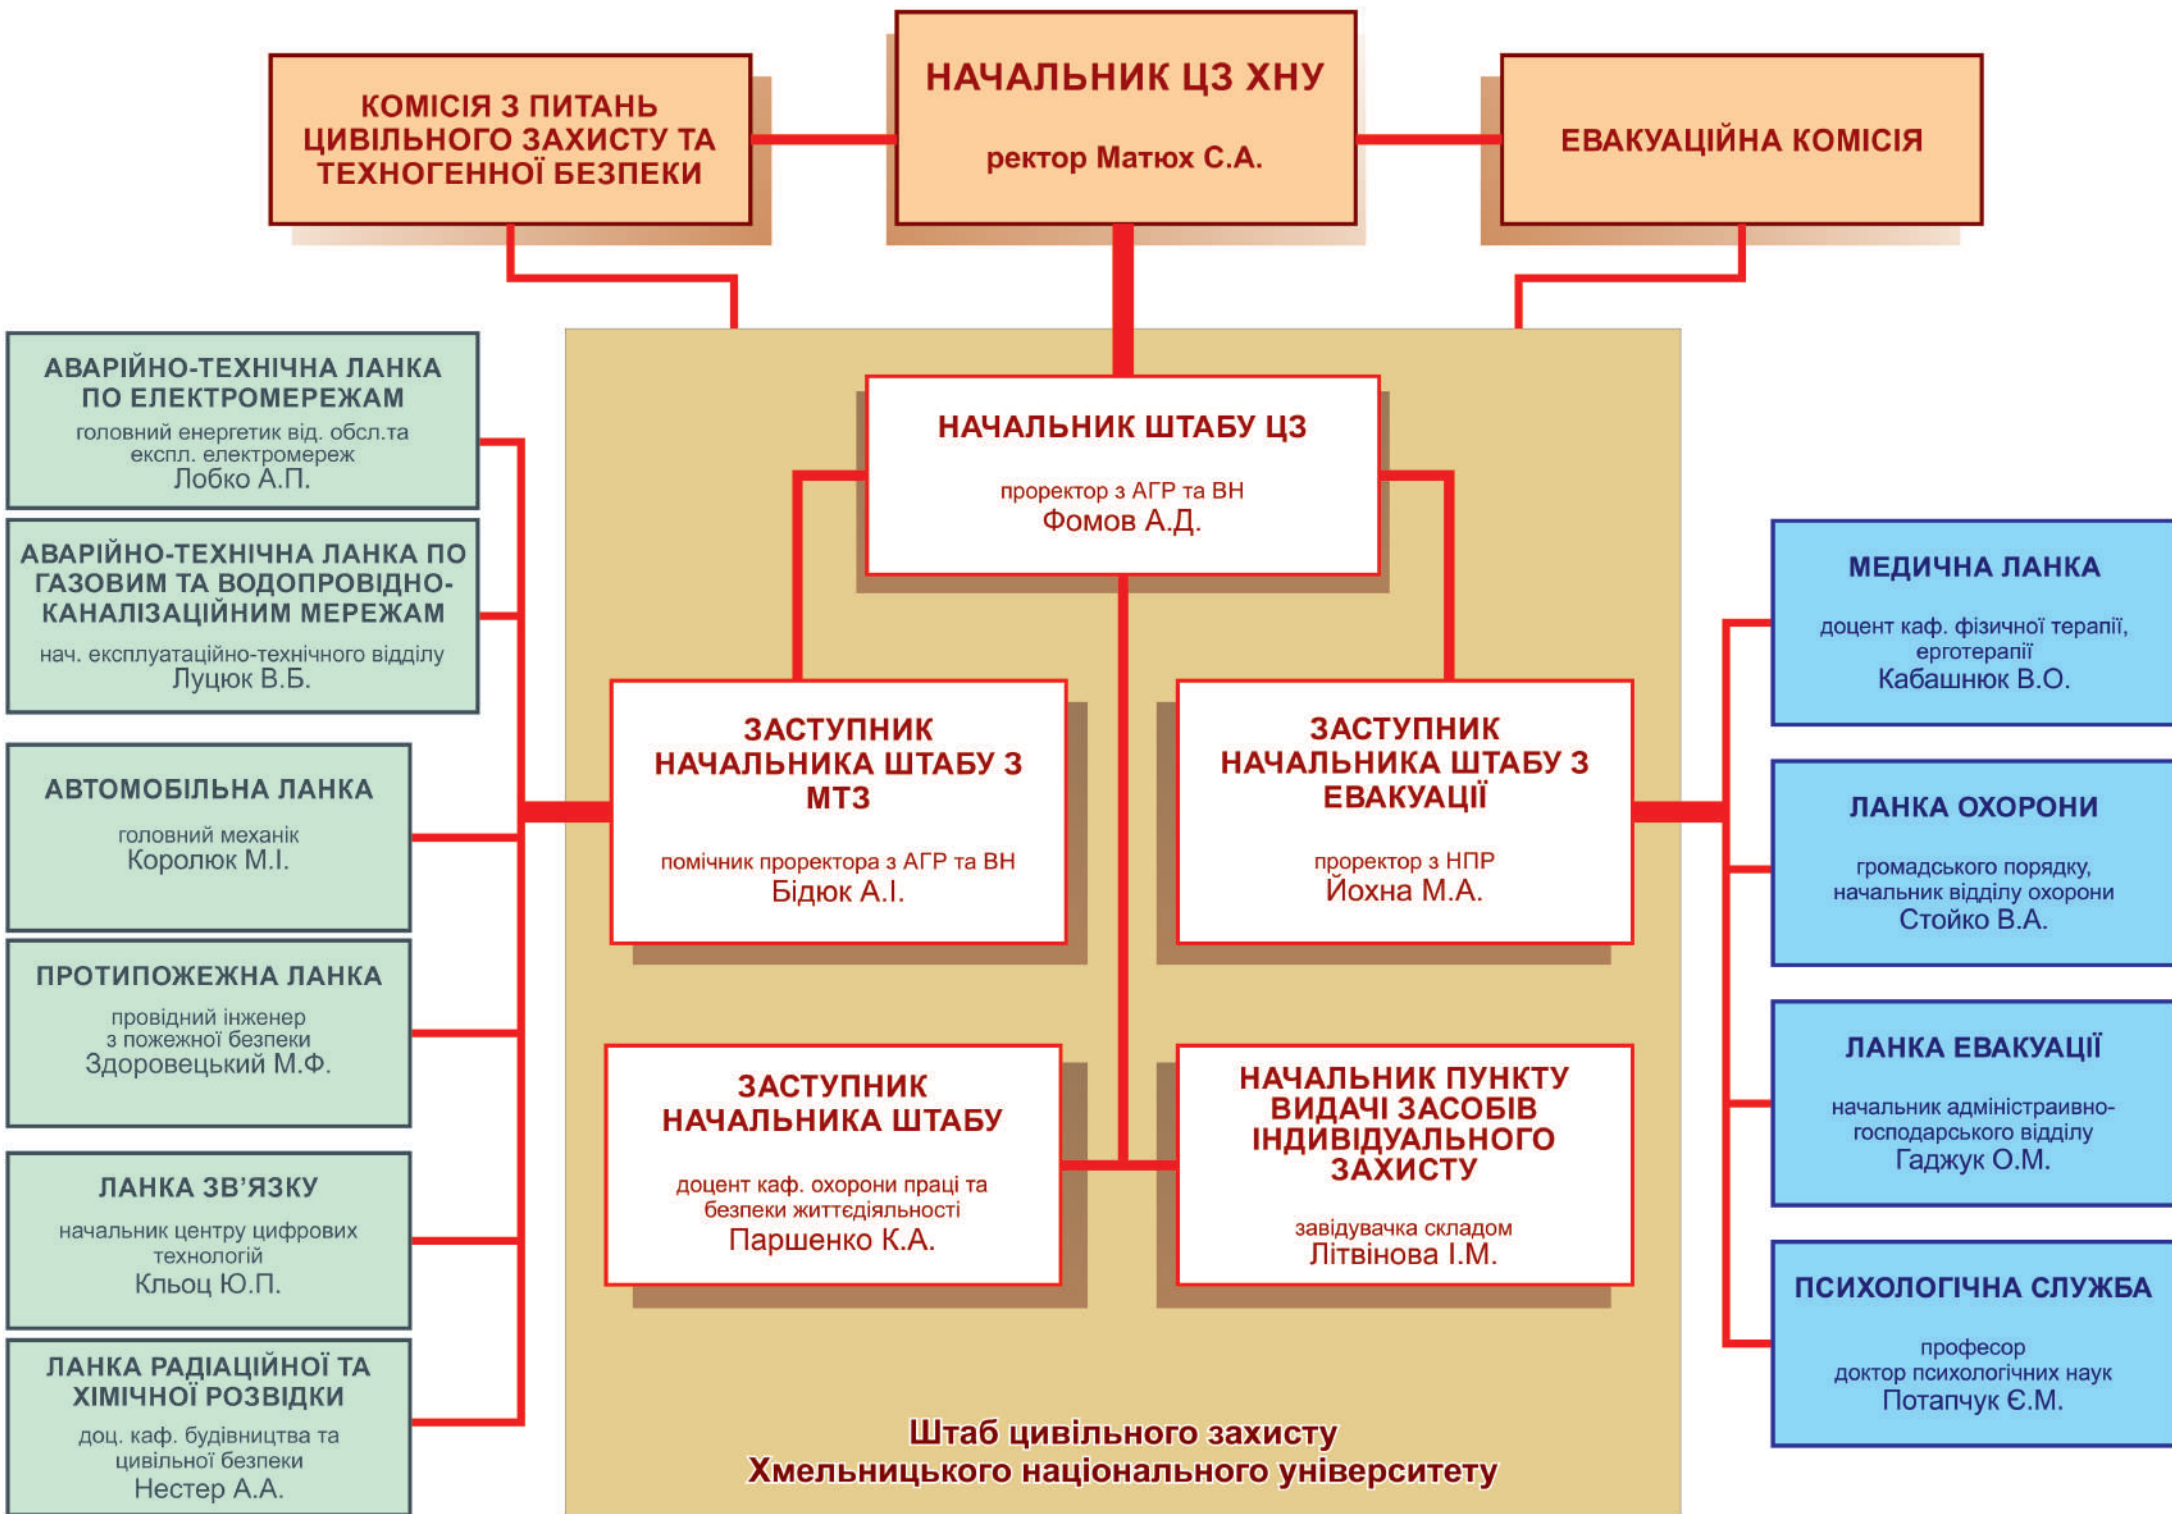 КОМІСІЯ З ПИТАНЬ
ЦИВІЛЬНОГО ЗАХИСТУ ТА
ТЕХНОГЕННОЇ БЕЗПЕКИ
НАЧАЛЬНИК ЦЗ ХНУ
ректор Матюх С.А.
ЕВАКУАЦІЙНА КОМІСІЯ
АВАРІЙНО-ТЕХНІЧНА ЛАНКА
ПО ЕЛЕКТРОМЕРЕЖАМ
головний енергетик від. обсл.та
експл. електромереж
Лобко А.П.
АВАРІЙНО-ТЕХНІЧНА ЛАНКА ПО
ГАЗОВИМ ТА ВОДОПРОВІДНО-
КАНАЛІЗАЦІЙНИМ МЕРЕЖАМ
нач. експлуатаційно-технічного відділу
Луцюк В.Б.
АВТОМОБІЛЬНА ЛАНКА
головний механік
Королюк М.І.
ПРОТИПОЖЕЖНА ЛАНКА
провідний інженер
з пожежної безпеки
Здоровецький М.Ф.
ЛАНКА ЗВ'ЯЗКУ
начальник центру цифрових
технологій
Кльоц Ю.П.
ЛАНКА РАДІАЦІЙНОЇ ТА
ХІМІЧНОЇ РОЗВІДКИ
доц. каф. будівництва та
цивільної безпеки
Нестер А.А.
НАЧАЛЬНИК ШТАБУ ЦЗ
проректор з АГР та ВН
Фомов А.Д.
ЗАСТУПНИК
НАЧАЛЬНИКА ШТАБУ З
МТЗ
помічник проректора з АГР та ВН
Бідюк А.І.
ЗАСТУПНИК
НАЧАЛЬНИКА ШТАБУ З
ЕВАКУАЦІЇ
проректор з НПР
Йохна М.А.
ЗАСТУПНИК
НАЧАЛЬНИКА ШТАБУ
доцент каф. охорони праці та
безпеки життєдіяльності
Паршенко К.А.
НАЧАЛЬНИК ПУНКТУ
ВИДАЧІ ЗАСОБІВ
ІНДИВІДУАЛЬНОГО
ЗАХИСТУ
завідувачка складом
Літвінова І.М.
Штаб цивільного захисту
Хмельницького національного університету
МЕДИЧНА ЛАНКА
доцент каф. фізичної терапії,
ерготерапії
Кабашнюк В.О.
ЛАНКА ОХОРОНИ
громадського порядку,
начальник відділу охорони
Стойко В.А.
ЛАНКА ЕВАКУАЦІЇ
начальник адміністраивно-
господарського відділу
Гаджук О.М.
ПСИХОЛОГІЧНА СЛУЖБА
професор
доктор психологічних наук
Потапчук Є.М.